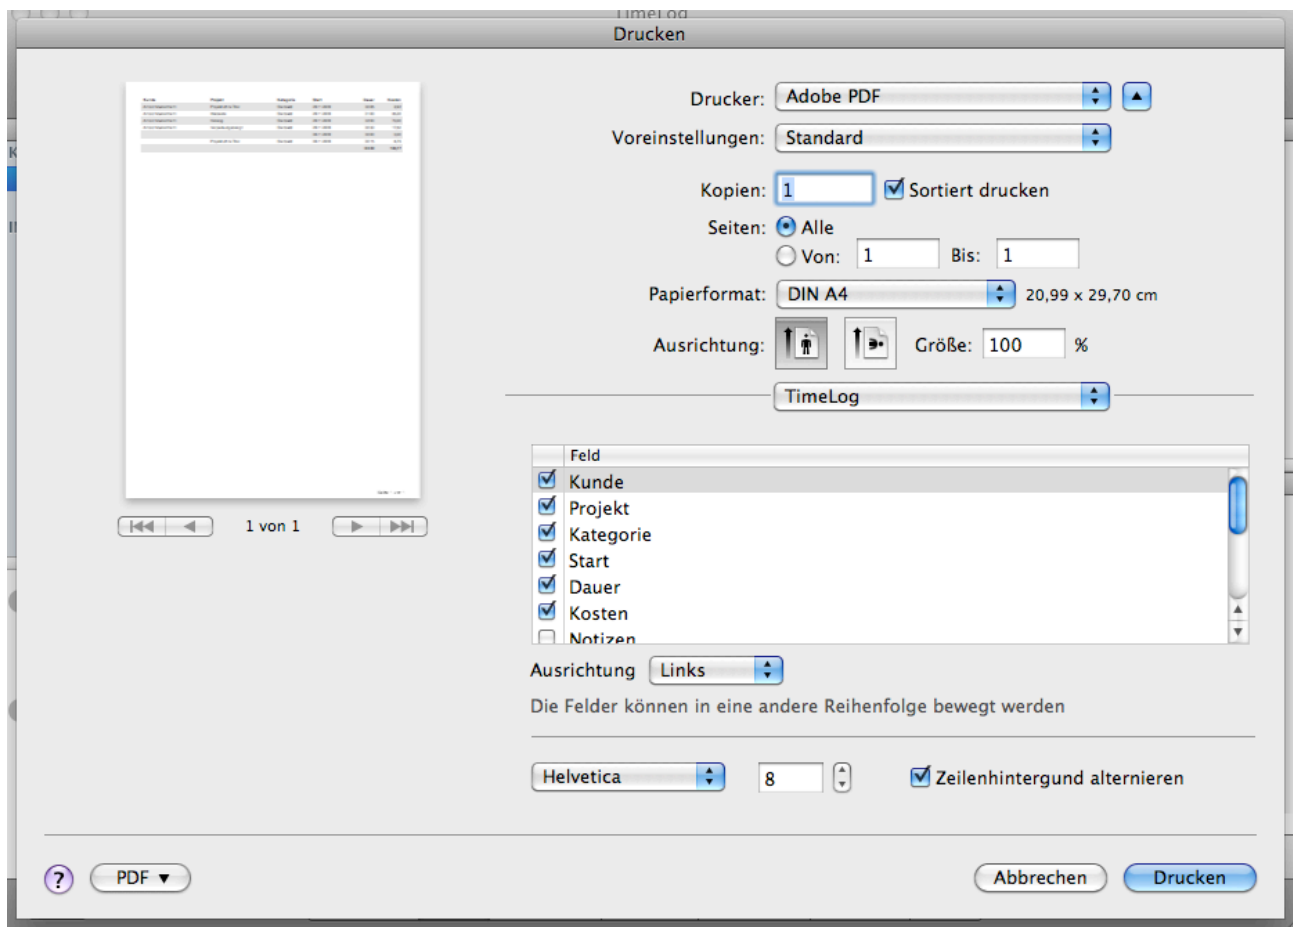 TimeLog
Drucken
Drucker: Adobe PDF
Voreinstellungen: Standard
Kopien: 1 Sortiert drucken
Seiten: Alle
Von: 1 Bis: 1
Papierformat: DIN A4 20,99 x 29,70 cm
Ausrichtung: Größe: 100 %
TimeLog
Feld
Kunde
Projekt
Kategorie
Start
Dauer
Kosten
Notizen
1 von 1
Ausrichtung Links
Die Felder können in eine andere Reihenfolge bewegt werden
Helvetica 8 Zeilenhintergund alternieren
? PDF ▼ Abbrechen Drucken